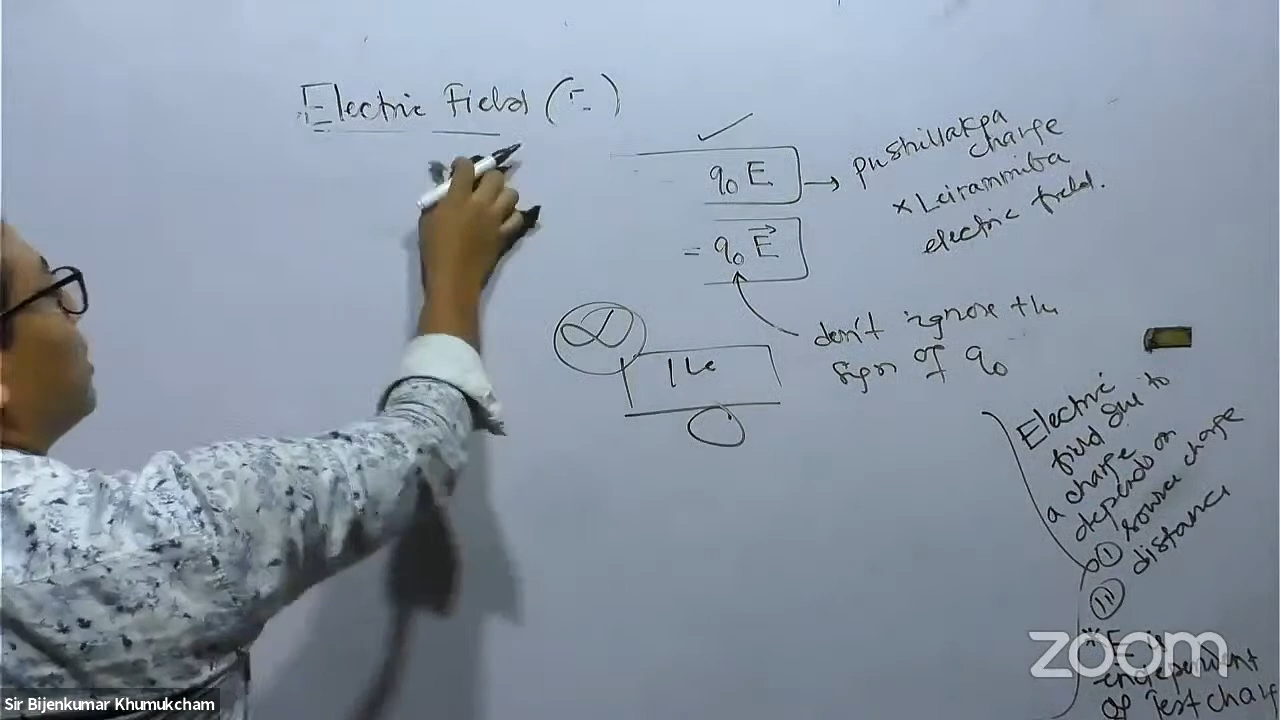 Electric Field (E)
q₀ E
→ pushillakpa
charge
× Leirammiba
electric field.
= q₀ E⃗
don't ignore the
sign of q₀
Electric
field due to
a charge
depends on
① source charge
distance
* E is
independent
of Test charge
zoom
Sir Bijenkumar Khumukcham